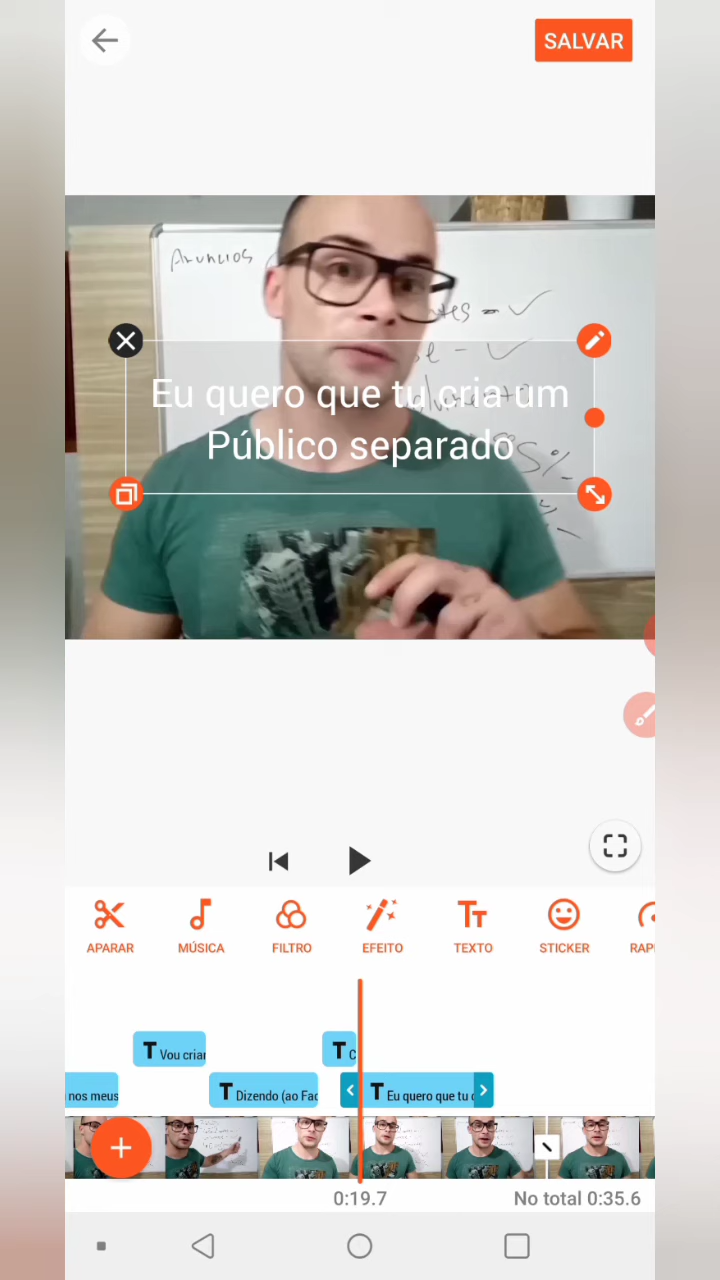 SALVAR
Anuncios
Eu quero que tu cria um
Público separado
APARAR
MÚSICA
FILTRO
EFEITO
TEXTO
STICKER
RAPI
T Vou criar
T C
nos meus
T Dizendo (ao Fac
T Eu quero que tu c
0:19.7
No total 0:35.6